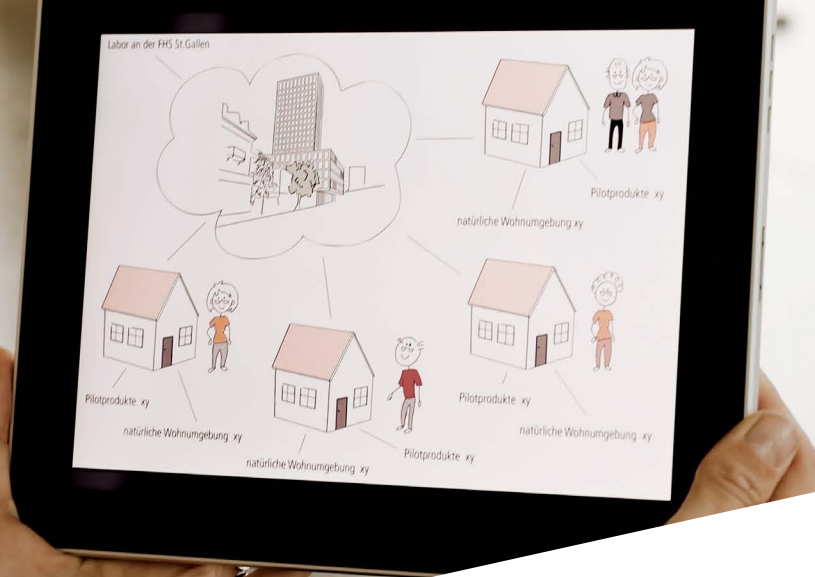 Labor an der FHS St.Gallen
Pilotprodukte xy
natürliche Wohnumgebung xy
Pilotprodukte xy
natürliche Wohnumgebung xy
natürliche Wohnumgebung xy
Pilotprodukte xy
Pilotprodukte xy
natürliche Wohnumgebung xy